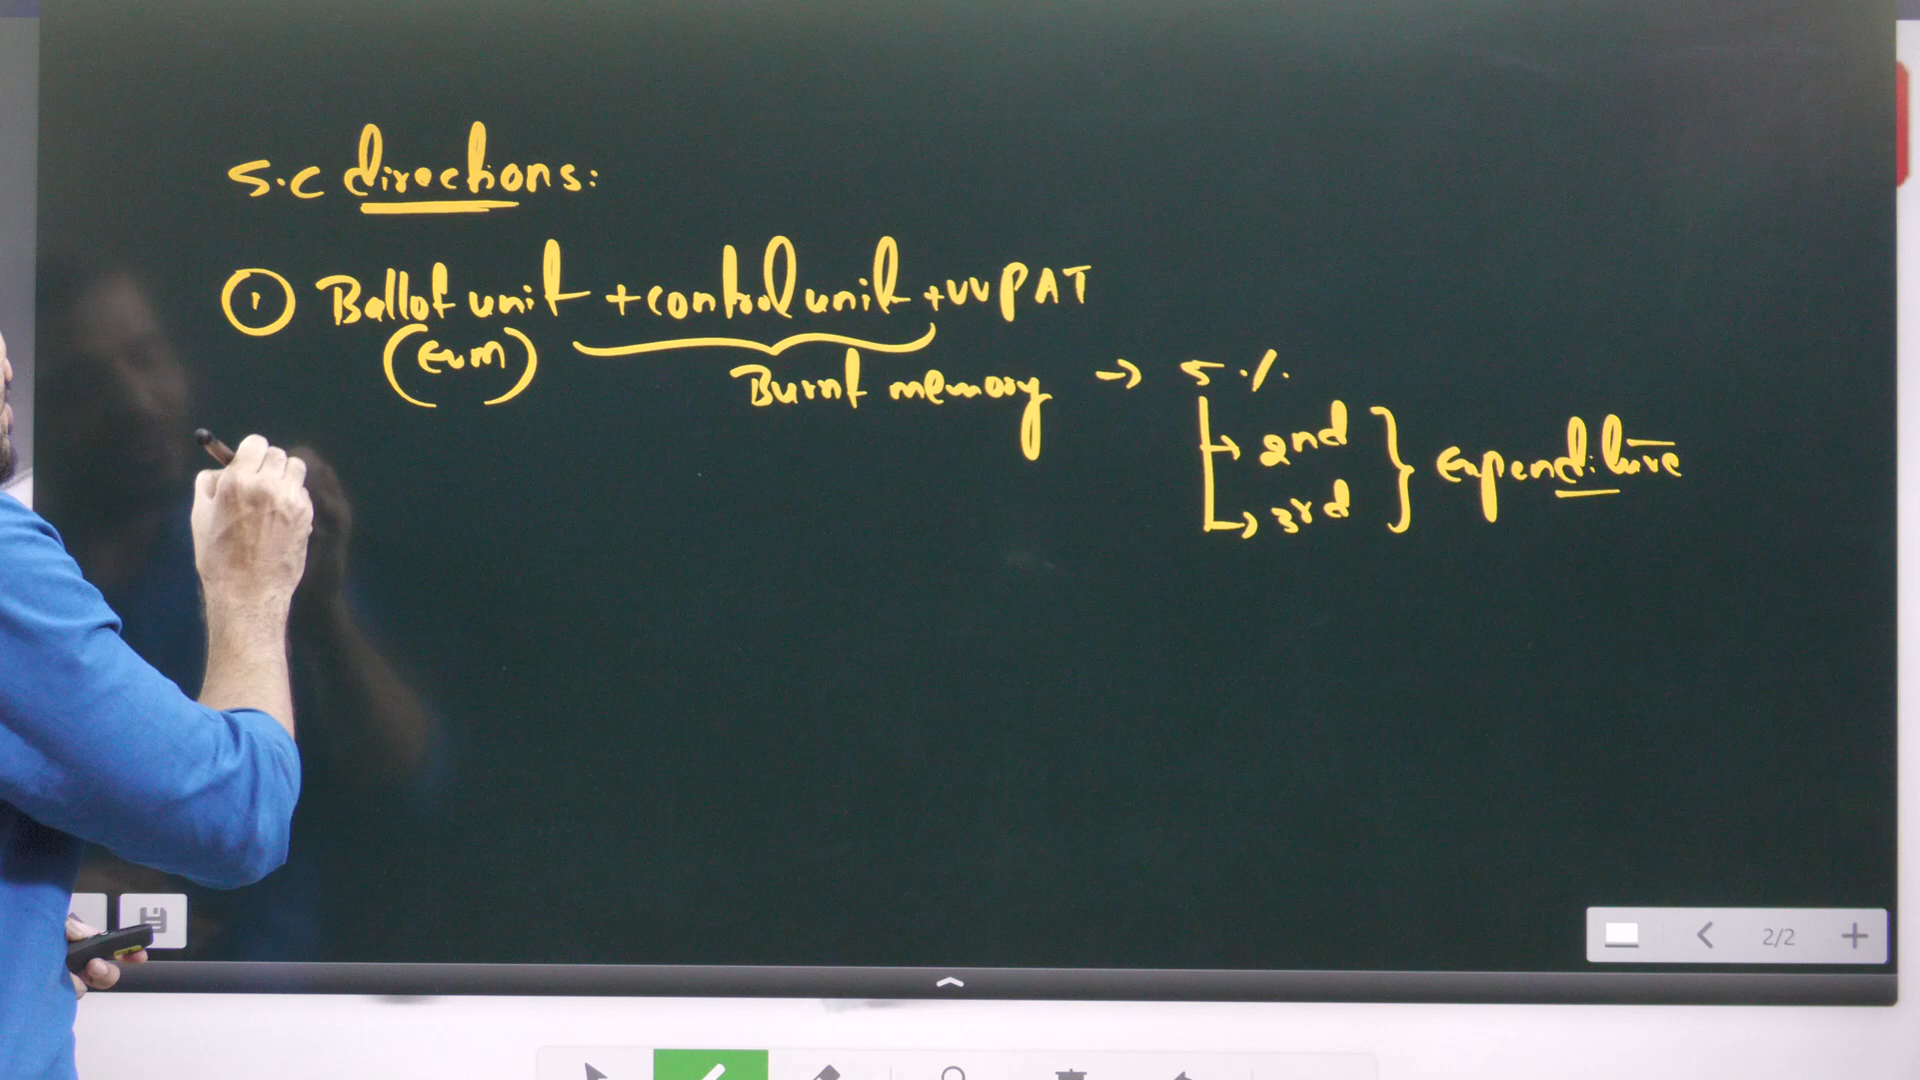 S.C directions:
① Ballot unit + control unit + VVPAT
(EVM)
Burnt memory → 5%
→ 2nd
→ 3rd
} expenditure
2/2